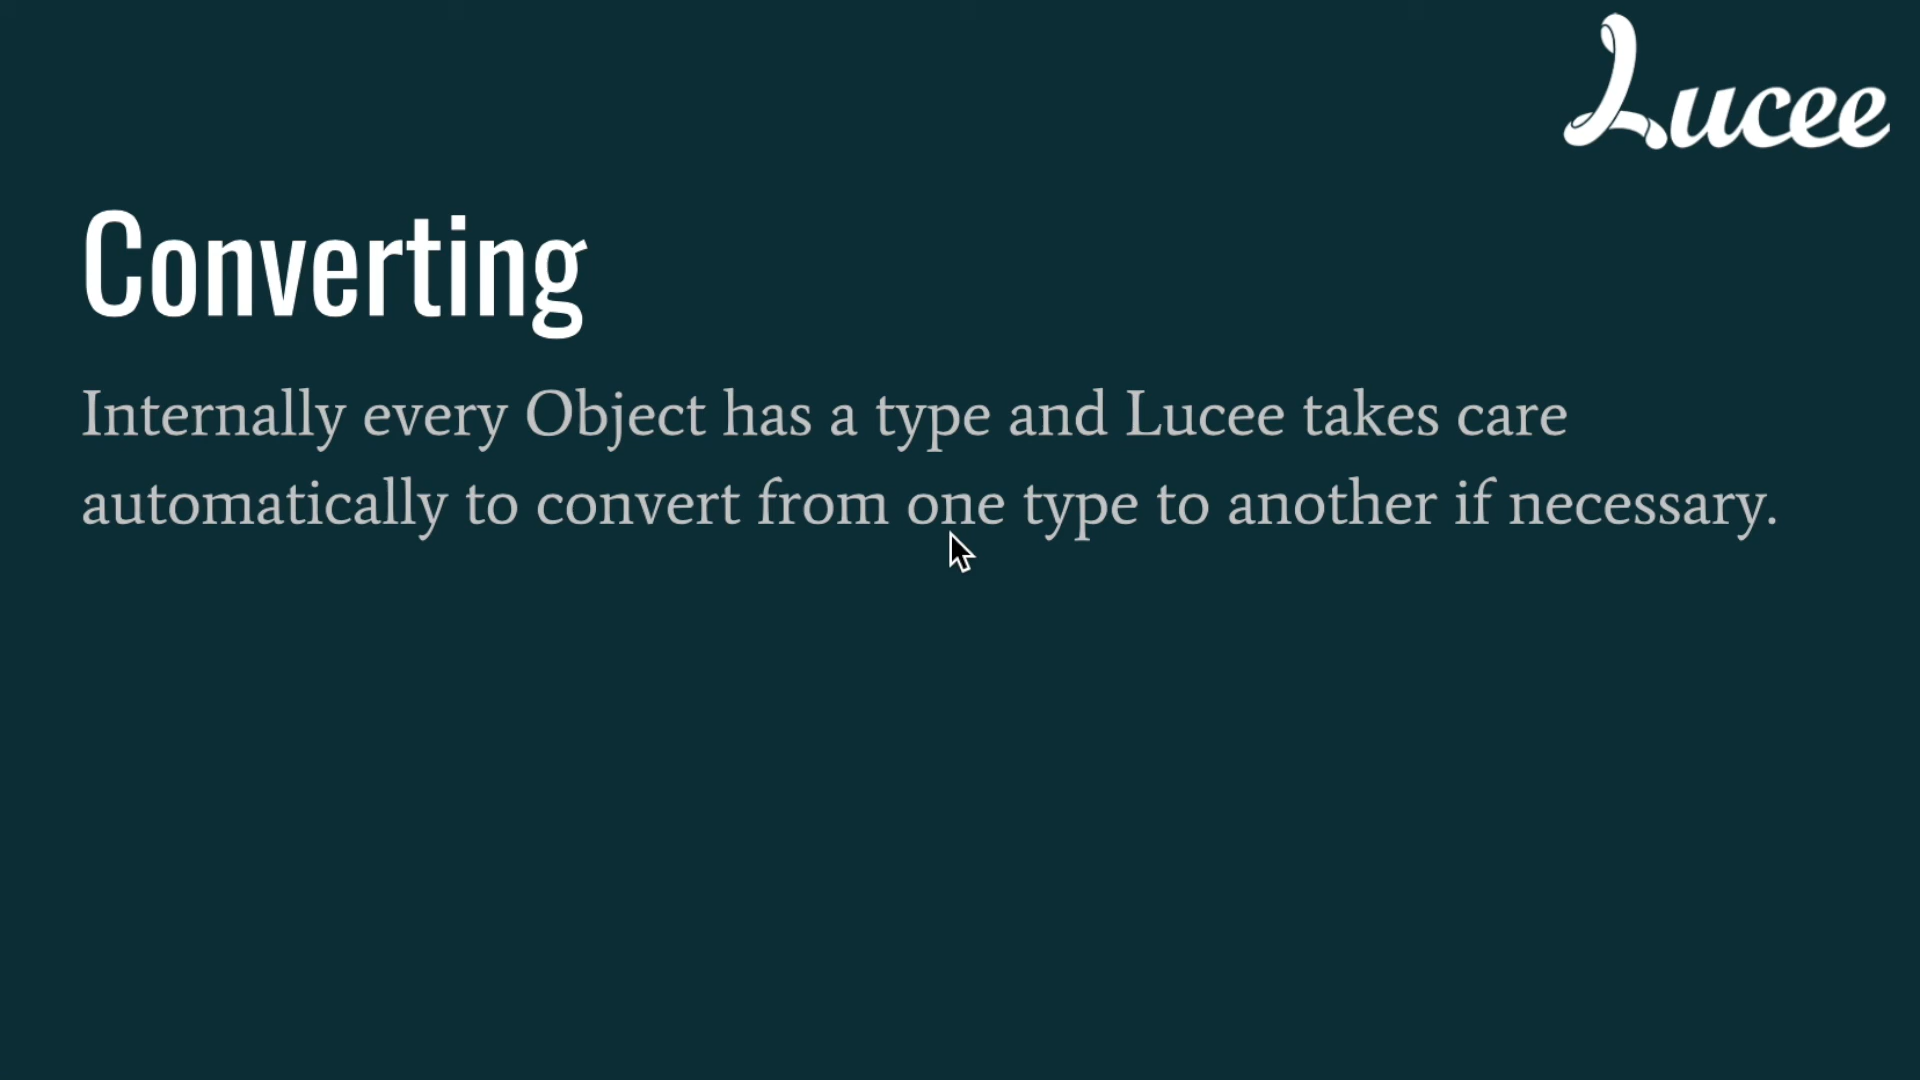 Lucee
Converting
Internally every Object has a type and Lucee takes care
automatically to convert from one type to another if necessary.